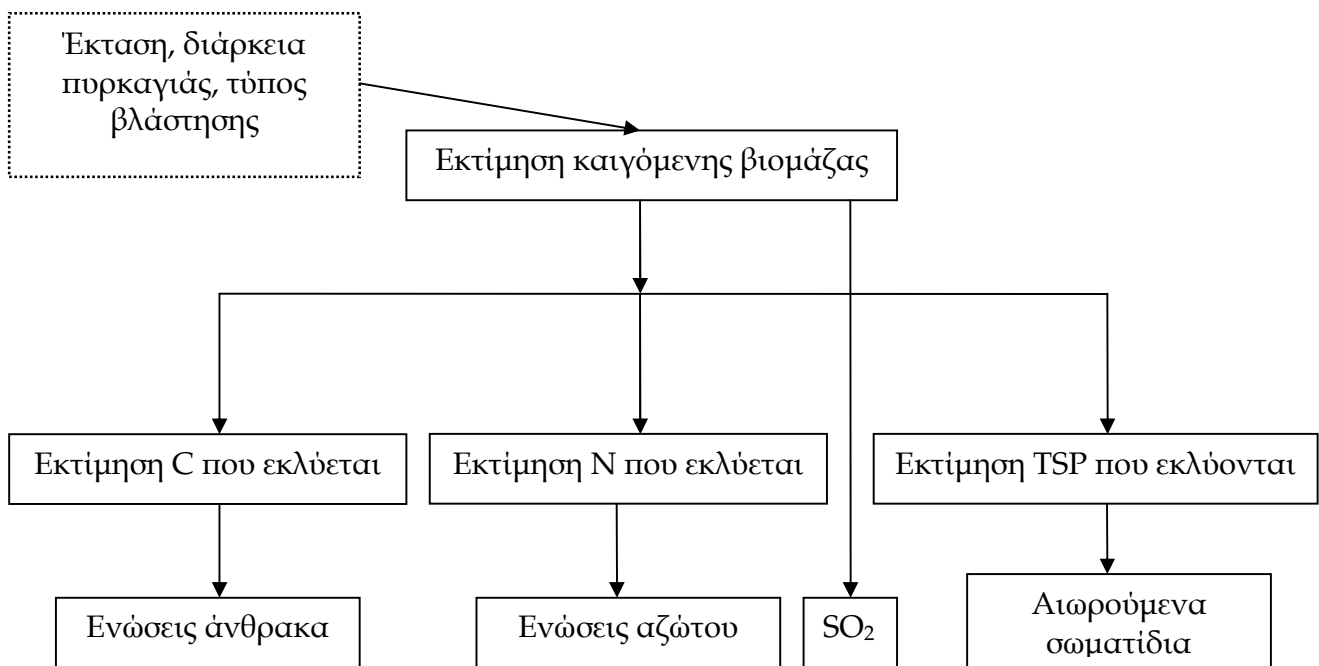 Έκταση, διάρκεια
πυρκαγιάς, τύπος
βλάστησης
Εκτίμηση καιγόμενης βιομάζας
Εκτίμηση C που εκλύεται
Εκτίμηση N που εκλύεται
Εκτίμηση TSP που εκλύονται
Ενώσεις άνθρακα
Ενώσεις αζώτου
SO₂
Αιωρούμενα
σωματίδια